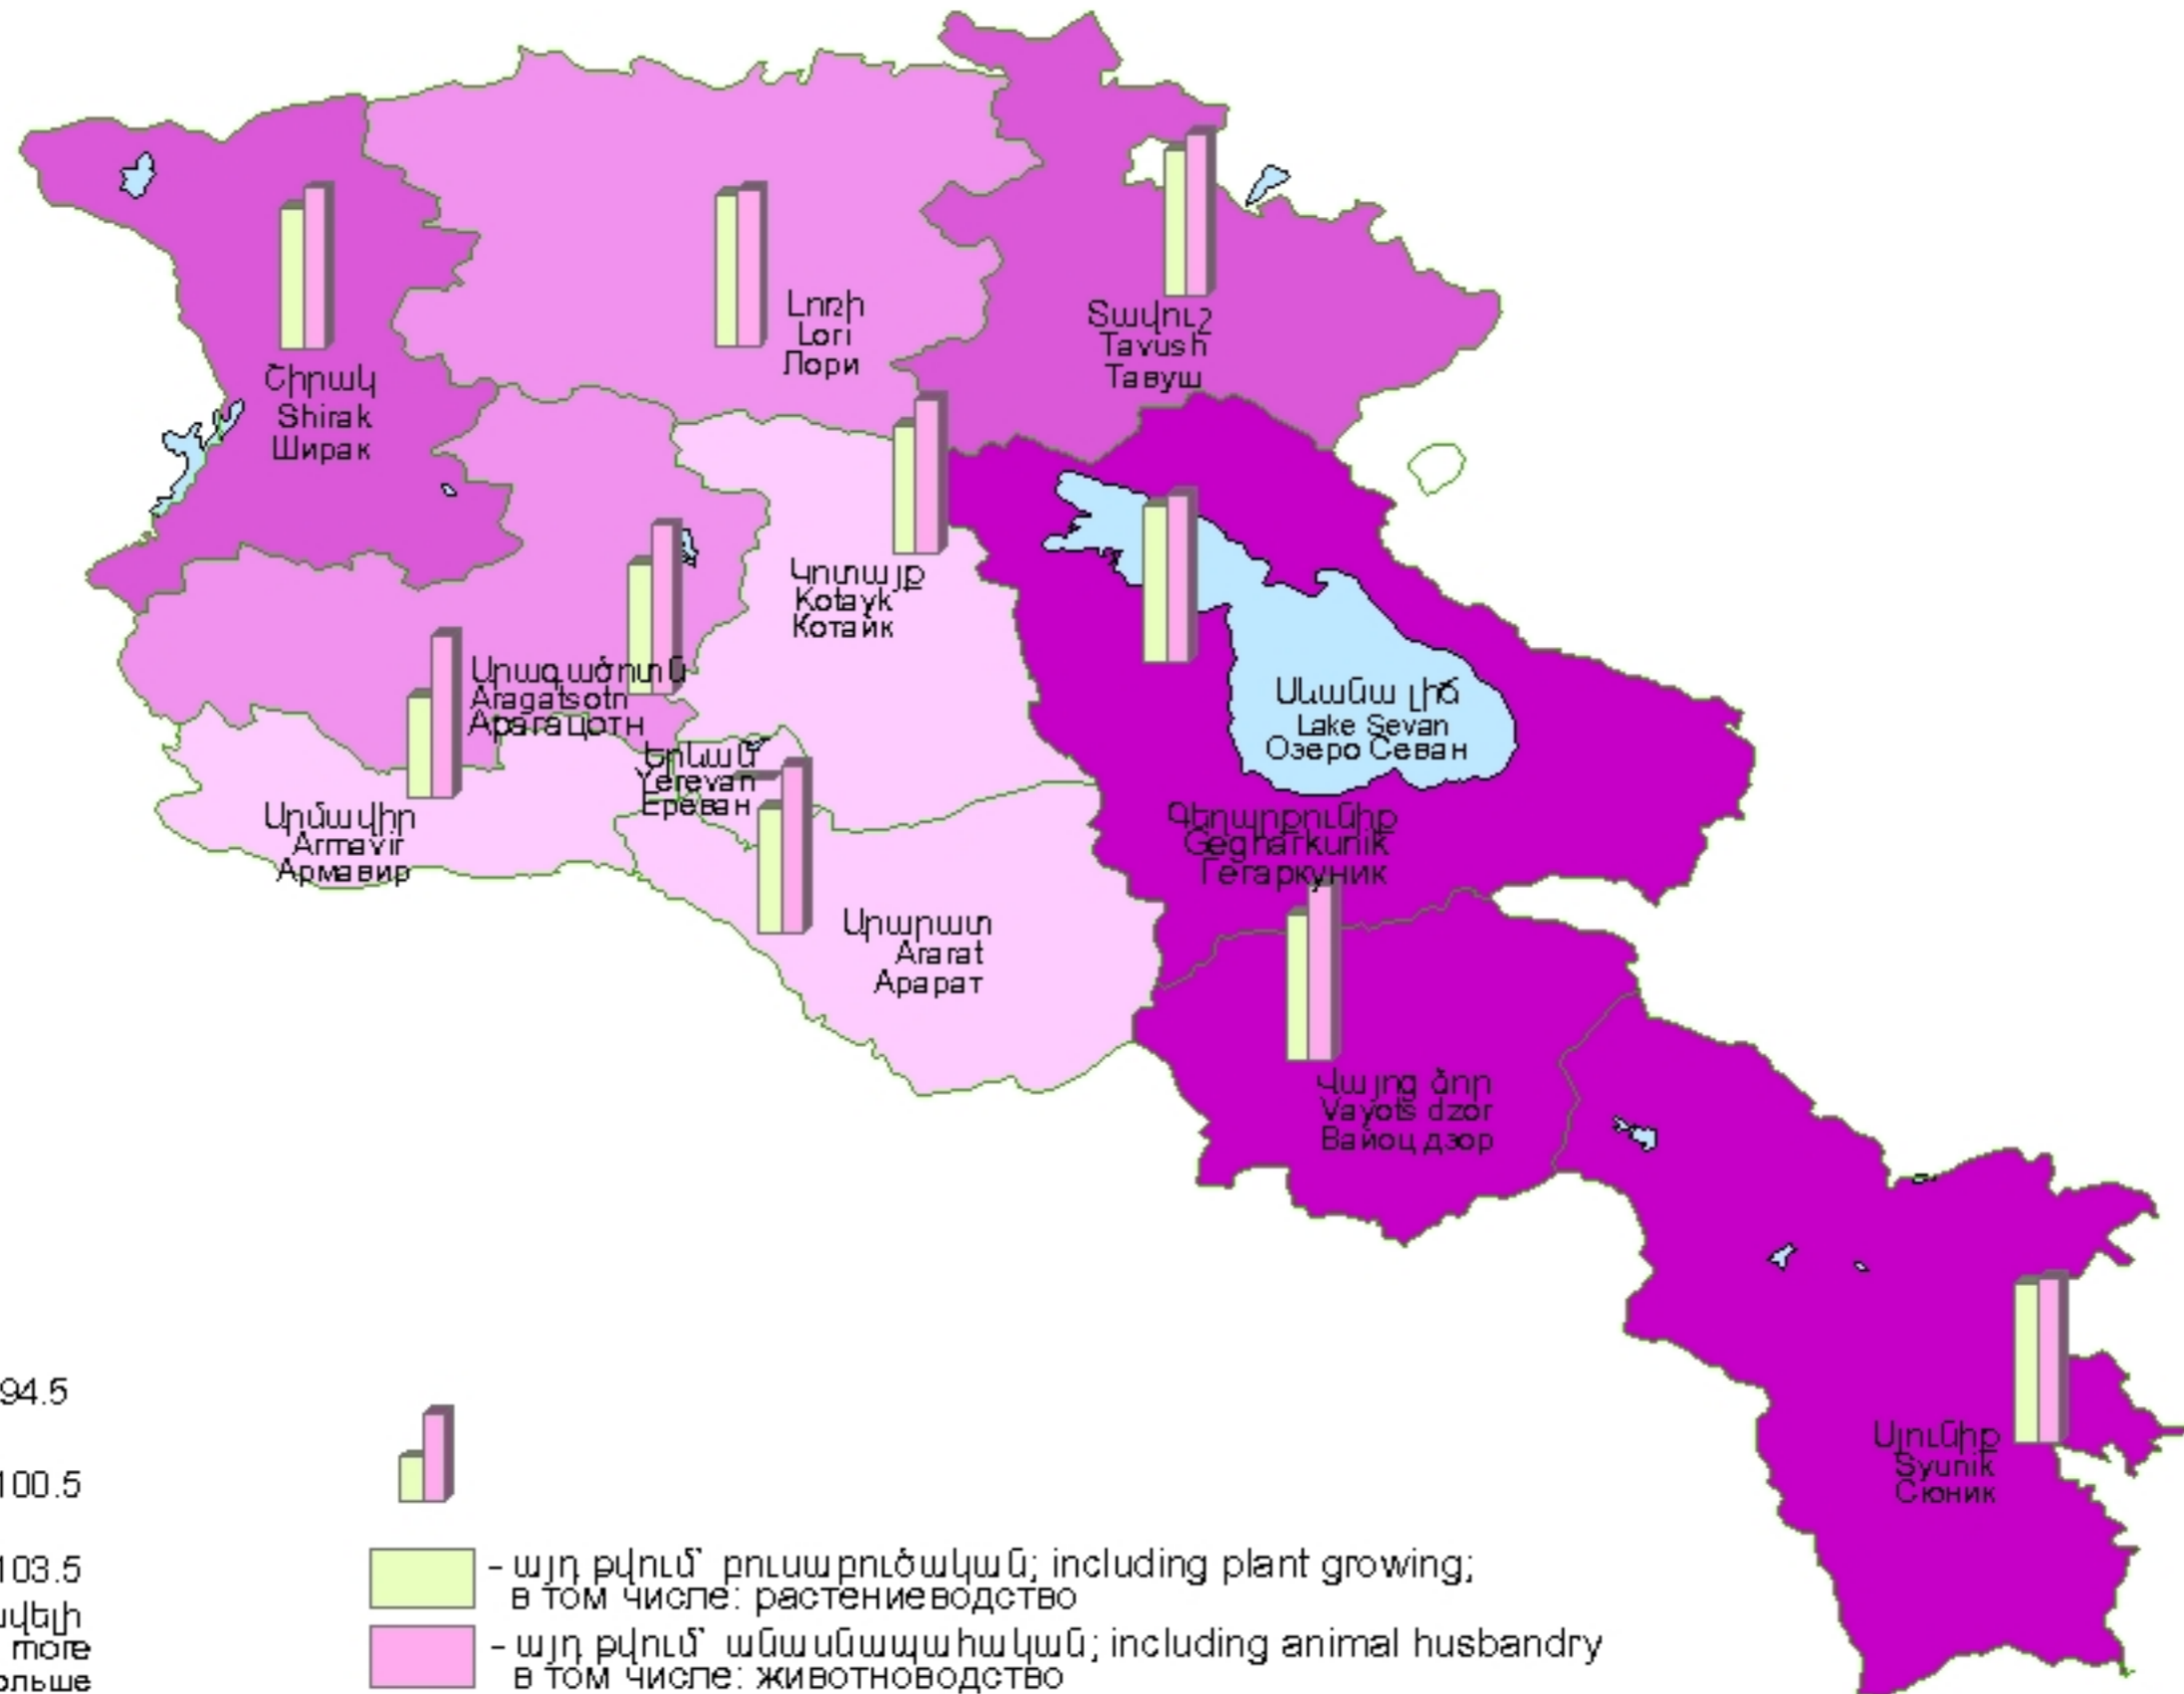 Շիրակ
Shirak
Ширак
Լոռի
Lori
Лори
Տավուշ
Tavush
Тавуш
Կոտայք
Kotayk
Котайк
Արագածոտն
Aragatsotn
Арагацотн
Սևանա լիճ
Lake Sevan
Озеро Севан
Երևան
Yerevan
Ереван
Արմավիր
Armavir
Армавир
Գեղարքունիք
Gegharkunik
Гегаркуник
Արարատ
Ararat
Арарат
Վայոց ձոր
Vayots dzor
Вайоц дзор
Սյունիք
Syunik
Сюник
94.5
100.5
103.5
more
- այդ թվում՝ բուսաբուծական; including plant growing;
в том числе: растениеводство
- այդ թվում՝ անասնապահական; including animal husbandry
в том числе: животноводство